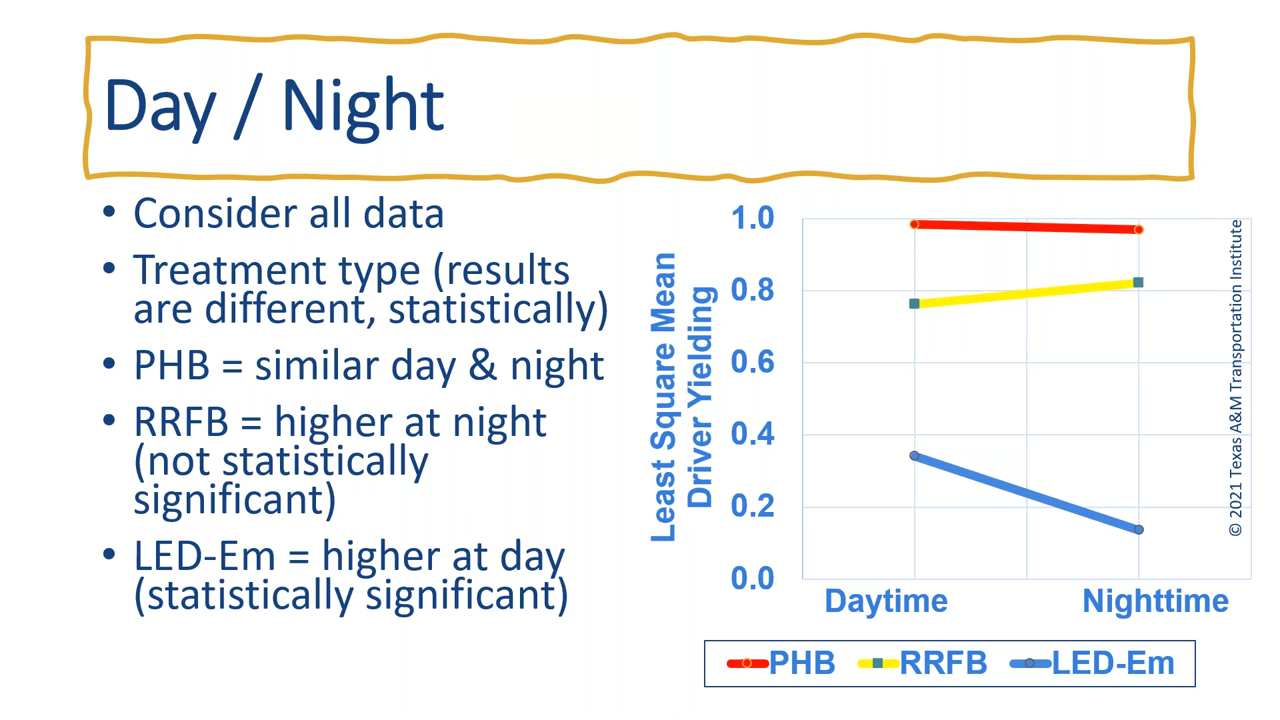 Day / Night
• Consider all data
• Treatment type (results
are different, statistically)
• PHB = similar day & night
• RRFB = higher at night
(not statistically
significant)
• LED-Em = higher at day
(statistically significant)
Least Square Mean
Driver Yielding
1.0
0.8
0.6
0.4
0.2
0.0
Daytime
Nighttime
© 2021 Texas A&M Transportation Institute
PHB RRFB LED-Em